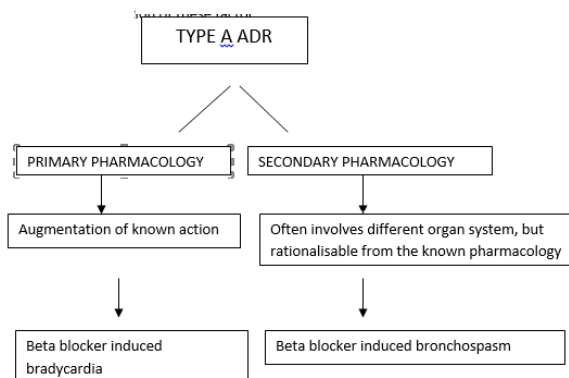 TYPE A ADR
PRIMARY PHARMACOLOGY
SECONDARY PHARMACOLOGY
Augmentation of known action
Often involves different organ system, but
rationalisable from the known pharmacology
Beta blocker induced
bradycardia
Beta blocker induced bronchospasm